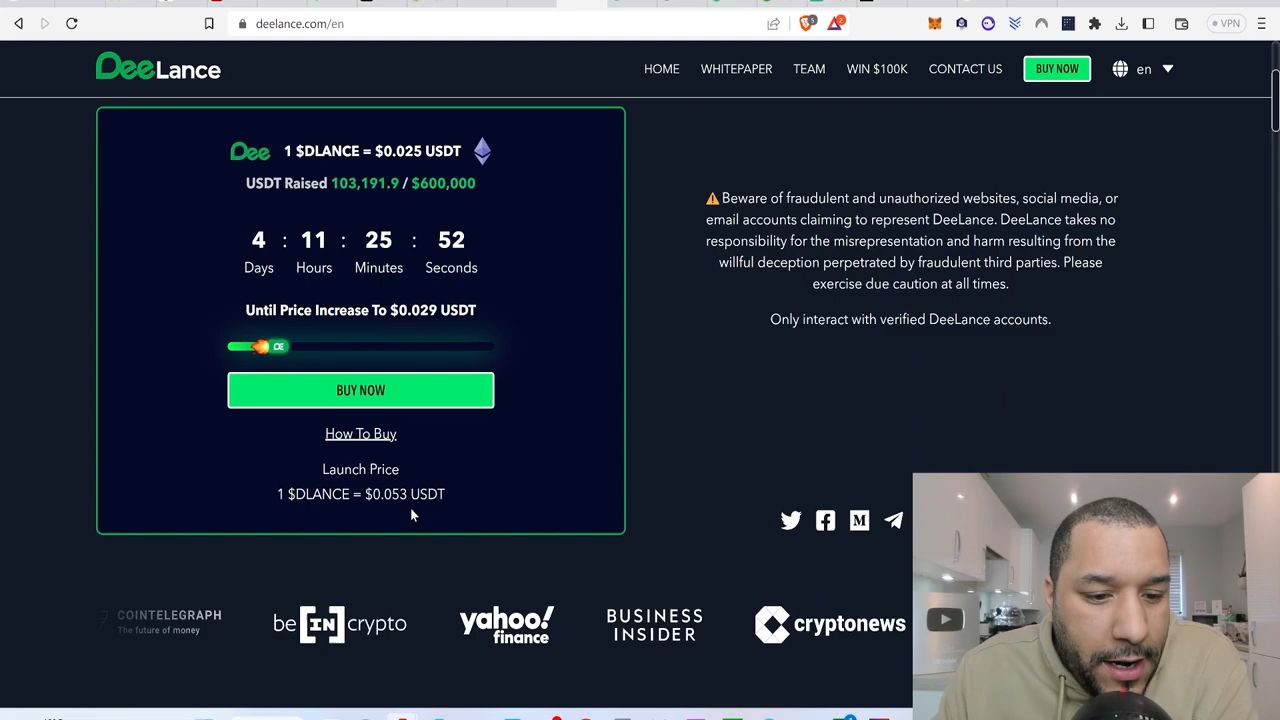 deelance.com/en
5
2
VPN
DeeLance
HOME
WHITEPAPER
TEAM
WIN $100K
CONTACT US
BUY NOW
en
Dee 1 $DLANCE = $0.025 USDT
USDT Raised 103,191.9 / $600,000
4 : 11 : 25 : 52
Days Hours Minutes Seconds
Until Price Increase To $0.029 USDT
DE
BUY NOW
How To Buy
Launch Price
1 $DLANCE = $0.053 USDT
Beware of fraudulent and unauthorized websites, social media, or
email accounts claiming to represent DeeLance. DeeLance takes no
responsibility for the misrepresentation and harm resulting from the
willful deception perpetrated by fraudulent third parties. Please
exercise due caution at all times.
Only interact with verified DeeLance accounts.
COINTELEGRAPH
The future of money
be[IN]crypto
yahoo!
finance
BUSINESS
INSIDER
cryptonews